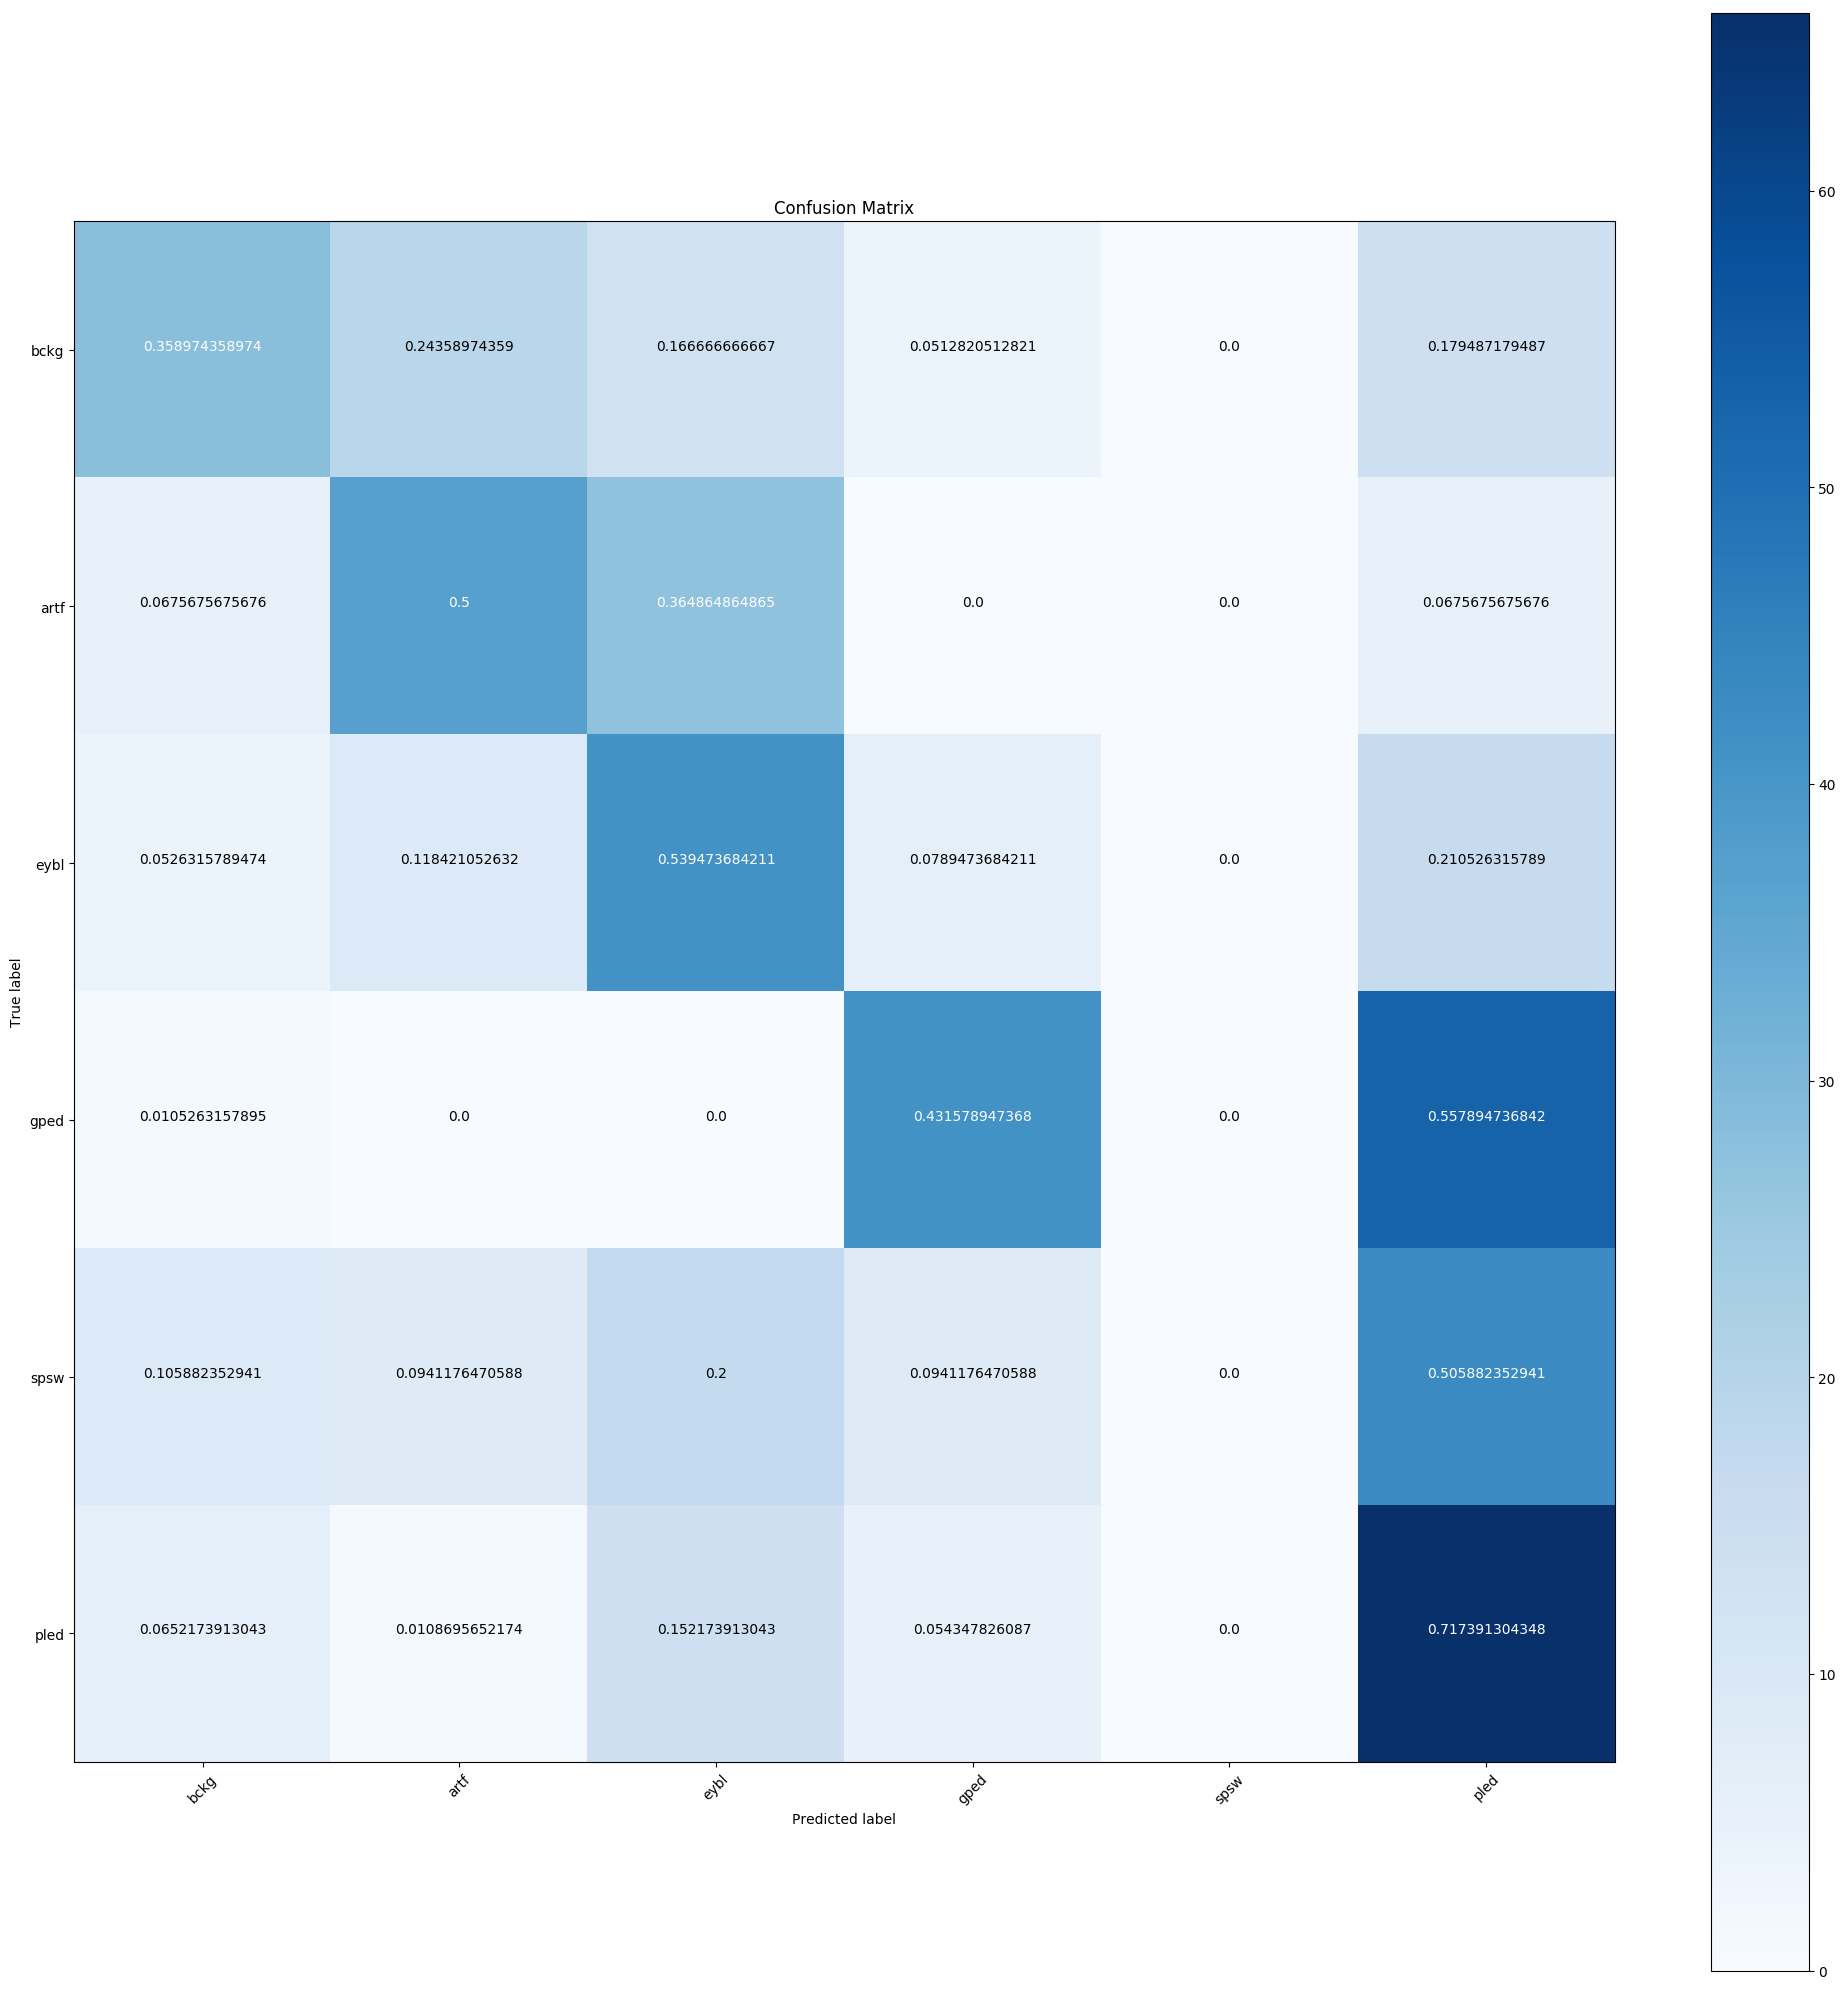 Confusion Matrix
bckg 0.358974358974 0.24358974359 0.166666666667 0.0512820512821 0.0 0.179487179487
artf 0.0675675675676 0.5 0.364864864865 0.0 0.0 0.0675675675676
eybl 0.0526315789474 0.118421052632 0.539473684211 0.0789473684211 0.0 0.210526315789
gped 0.0105263157895 0.0 0.0 0.431578947368 0.0 0.557894736842
spsw 0.105882352941 0.0941176470588 0.2 0.0941176470588 0.0 0.505882352941
pled 0.0652173913043 0.0108695652174 0.152173913043 0.054347826087 0.0 0.717391304348
True label
bckg artf eybl gped spsw pled
Predicted label
60
50
40
30
20
10
0